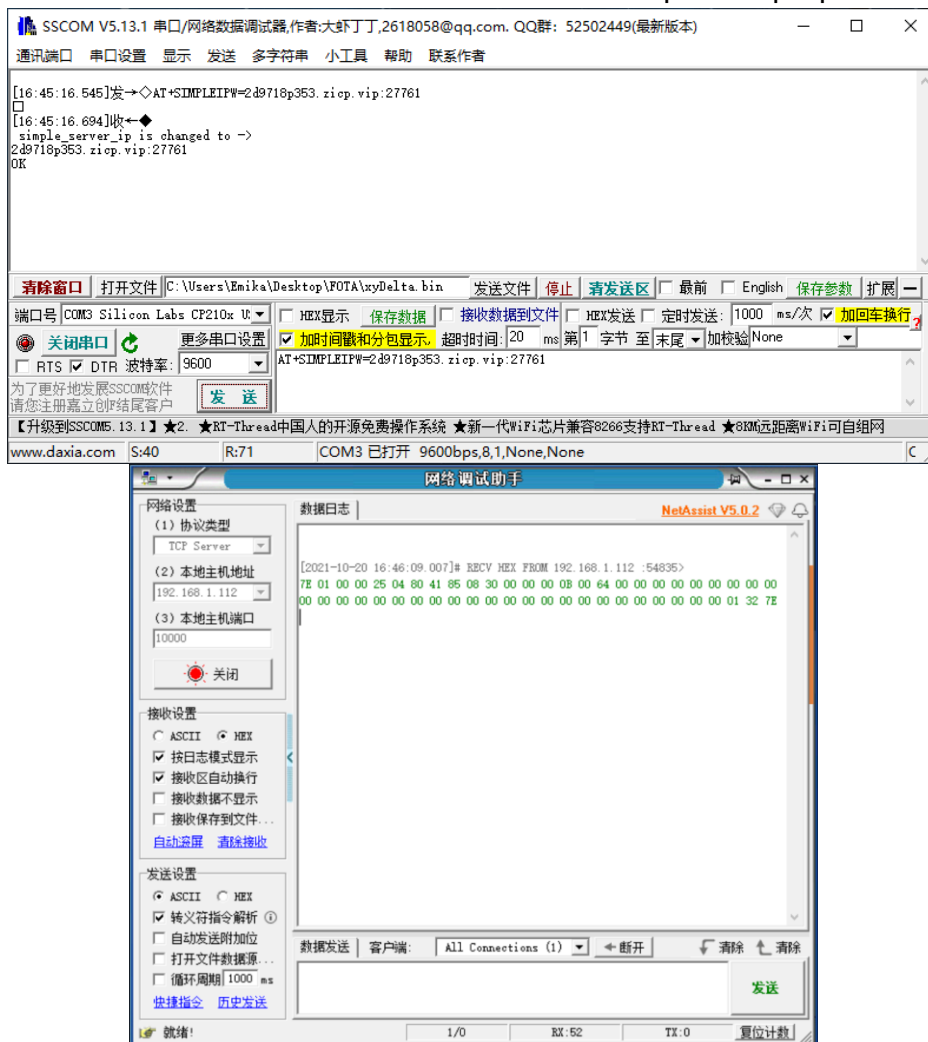 SSCOM V5.13.1 串口/网络数据调试器,作者:大虾丁丁,2618058@qq.com. QQ群: 52502449(最新版本)
通讯端口 串口设置 显示 发送 多字符串 小工具 帮助 联系作者
[16:45:16.545]发→◇AT+SIMPLEIPW=2d9718p353.zicp.vip:27761
□
[16:45:16.694]收←◆
simple_server_ip is changed to ->
2d9718p353.zicp.vip:27761
OK
清除窗口 打开文件 C:\Users\Emika\Desktop\FOTA\xyDelta.bin 发送文件 停止 清发送区 最前 English 保存参数 扩展 —
端口号 COM3 Silicon Labs CP210x U HEX显示 保存数据 接收数据到文件 HEX发送 定时发送: 1000 ms/次 加回车换行
关闭串口 更多串口设置 加时间戳和分包显示, 超时时间: 20 ms 第1 字节 至 末尾 加校验None
RTS DTR 波特率: 9600 AT+SIMPLEIPW=2d9718p353.zicp.vip:27761
为了更好地发展SSCOM软件
请您注册嘉立创F结尾客户 发 送
【升级到SSCOM5.13.1】★2. ★RT-Thread中国人的开源免费操作系统 ★新一代WiFi芯片兼容8266支持RT-Thread ★8KM远距离WiFi可自组网
www.daxia.com S:40 R:71 COM3 已打开 9600bps,8,1,None,None C
网络调试助手
网络设置
(1) 协议类型
TCP Server
(2) 本地主机地址
192.168.1.112
(3) 本地主机端口
10000
关闭
接收设置
ASCII HEX
按日志模式显示
接收区自动换行
接收数据不显示
接收保存到文件...
自动滚屏 清除接收
发送设置
ASCII HEX
转义符指令解析
自动发送附加位
打开文件数据源...
循环周期 1000 ms
快捷指令 历史发送
数据日志 NetAssist V5.0.2
[2021-10-20 16:46:09.007]# RECV HEX FROM 192.168.1.112 :54835>
7E 01 00 00 25 04 80 41 85 08 30 00 00 00 0B 00 64 00 00 00 00 00 00 00 00 00
00 00 00 00 00 00 00 00 00 00 00 00 00 00 00 00 00 00 00 00 00 00 00 01 32 7E
数据发送 客户端: All Connections (1) 断开 清除 清除
发送
就绪! 1/0 RX:52 TX:0 复位计数